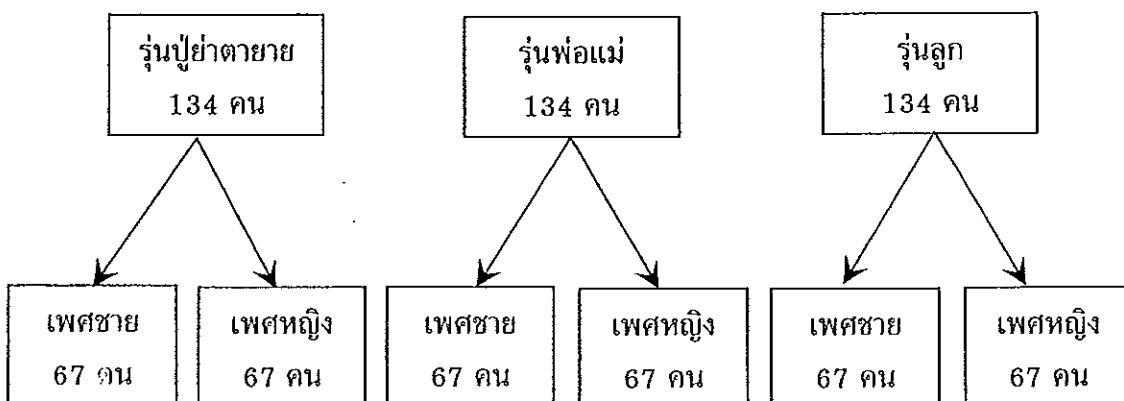 รุ่นปู่ย่าตายาย
134 คน
รุ่นพ่อแม่
134 คน
รุ่นลูก
134 คน
เพศชาย
67 คน
เพศหญิง
67 คน
เพศชาย
67 คน
เพศหญิง
67 คน
เพศชาย
67 คน
เพศหญิง
67 คน